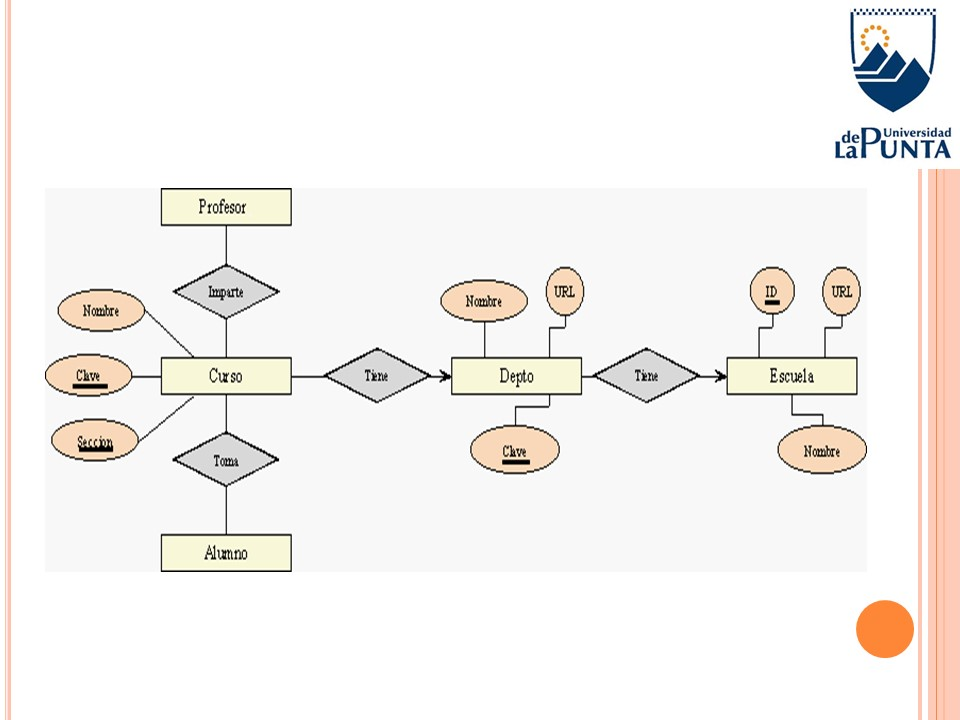 Universidad
de
La PUNTA
Profesor
Imparte
Nombre
Clave
Seccion
Curso
Tiene
Nombre
URL
Depto
Clave
Tiene
ID
URL
Escuela
Nombre
Toma
Alumno